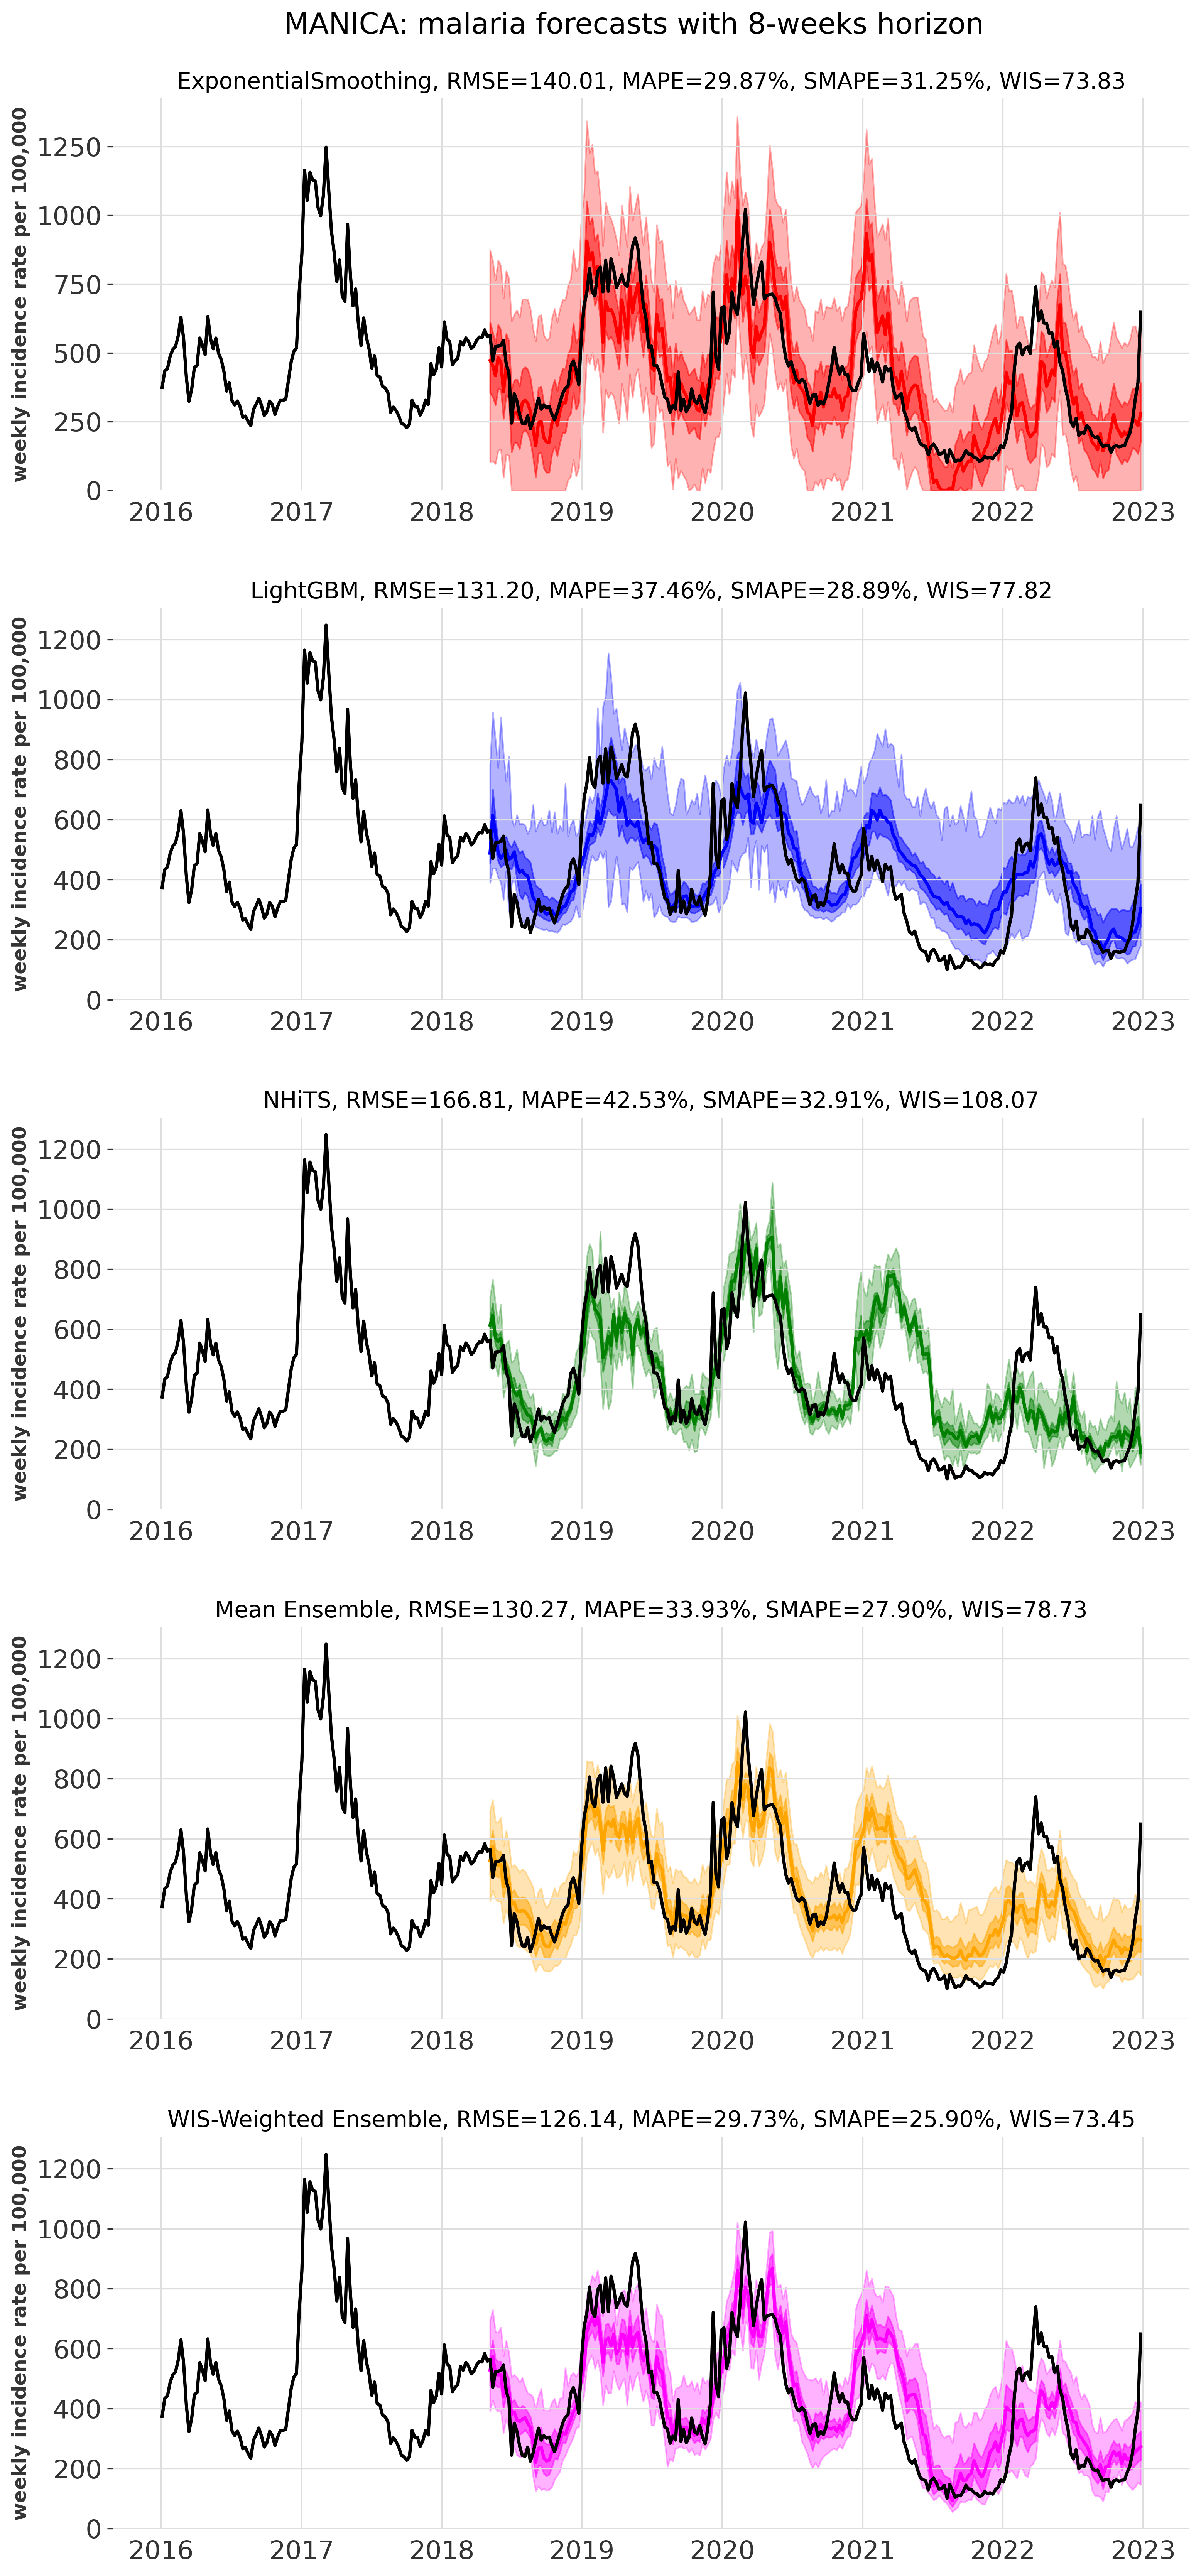 MANICA: malaria forecasts with 8-weeks horizon
ExponentialSmoothing, RMSE=140.01, MAPE=29.87%, SMAPE=31.25%, WIS=73.83
weekly incidence rate per 100,000
1250
1000
750
500
250
0
2016 2017 2018 2019 2020 2021 2022 2023
LightGBM, RMSE=131.20, MAPE=37.46%, SMAPE=28.89%, WIS=77.82
weekly incidence rate per 100,000
1200
1000
800
600
400
200
0
2016 2017 2018 2019 2020 2021 2022 2023
NHiTS, RMSE=166.81, MAPE=42.53%, SMAPE=32.91%, WIS=108.07
weekly incidence rate per 100,000
1200
1000
800
600
400
200
0
2016 2017 2018 2019 2020 2021 2022 2023
Mean Ensemble, RMSE=130.27, MAPE=33.93%, SMAPE=27.90%, WIS=78.73
weekly incidence rate per 100,000
1200
1000
800
600
400
200
0
2016 2017 2018 2019 2020 2021 2022 2023
WIS-Weighted Ensemble, RMSE=126.14, MAPE=29.73%, SMAPE=25.90%, WIS=73.45
weekly incidence rate per 100,000
1200
1000
800
600
400
200
0
2016 2017 2018 2019 2020 2021 2022 2023